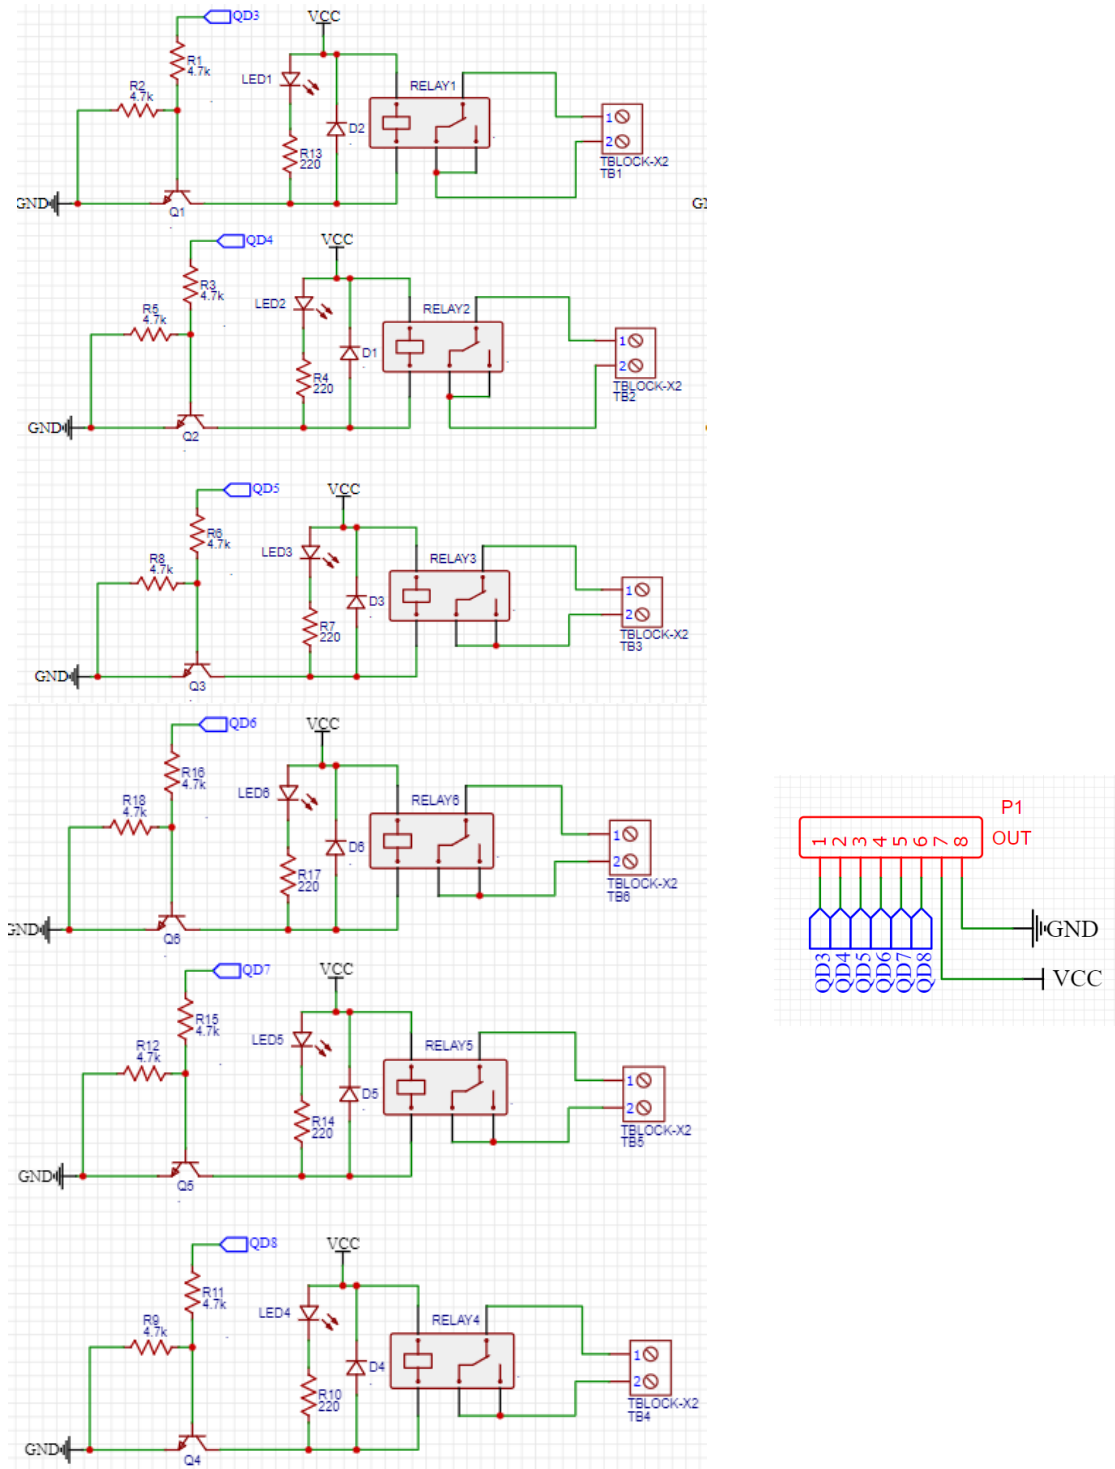 QD3
VCC
R1
4.7k
LED1
RELAY1
R2
4.7k
1
D2
2
R13
220
TBLOCK-X2
TB1
GND
Q1
QD4
VCC
R3
4.7k
LED2
RELAY2
R5
4.7k
1
D1
2
R4
220
TBLOCK-X2
TB2
GND
Q2
QD5
VCC
R6
4.7k
LED3
RELAY3
R8
4.7k
1
D3
2
R7
220
TBLOCK-X2
TB3
GND
Q3
QD6
VCC
R16
4.7k
LED6
RELAY6
R18
4.7k
1
D6
2
R17
220
TBLOCK-X2
TB6
GND
Q6
QD7
VCC
R15
4.7k
LED5
RELAY5
R12
4.7k
1
D5
2
R14
220
TBLOCK-X2
TB5
GND
Q5
QD8
VCC
R11
4.7k
LED4
RELAY4
R9
4.7k
1
D4
2
R10
220
TBLOCK-X2
TB4
GND
Q4
P1
OUT
1 2 3 4 5 6 7 8
QD3 QD4 QD5 QD6 QD7 QD8
GND
VCC